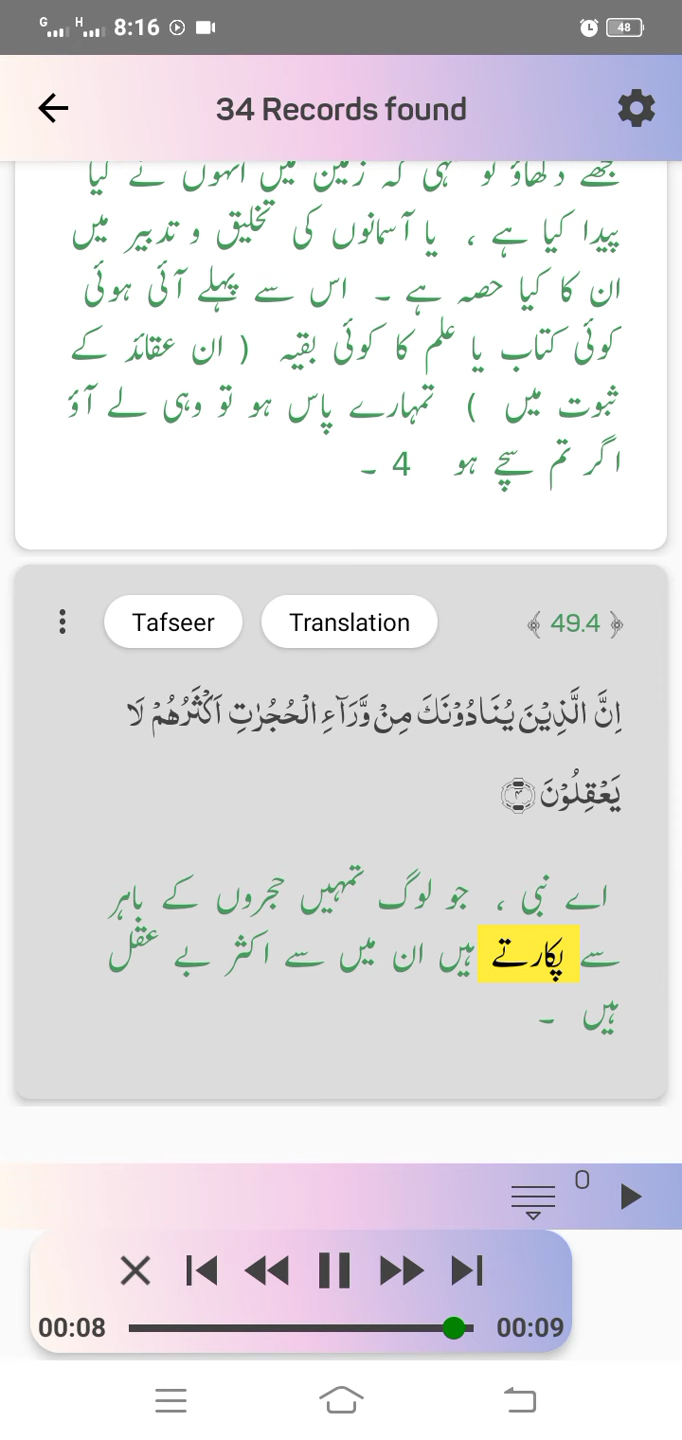 G H 8:16 48
34 Records found
مجھے دکھاؤ تو سہی کہ زمین میں انہوں نے کیا
پیدا کیا ہے ، یا آسمانوں کی تخلیق و تدبیر میں
ان کا کیا حصہ ہے ۔ اس سے پہلے آئی ہوئی
کوئی کتاب یا علم کا کوئی بقیہ ( ان عقائد کے
ثبوت میں ) تمہارے پاس ہو تو وہی لے آؤ
اگر تم سچے ہو 4 ۔
Tafseer Translation ﴾ 49.4 ﴿
اِنَّ الَّذِيْنَ يُنَادُوْنَكَ مِنْ وَّرَآءِ الْحُجُرٰتِ اَكْثَرُهُمْ لَا
يَعْقِلُوْنَ ۴
اے نبی ، جو لوگ تمہیں حجروں کے باہر
سے پکارتے ہیں ان میں سے اکثر بے عقل
ہیں ۔
0
00:08 00:09